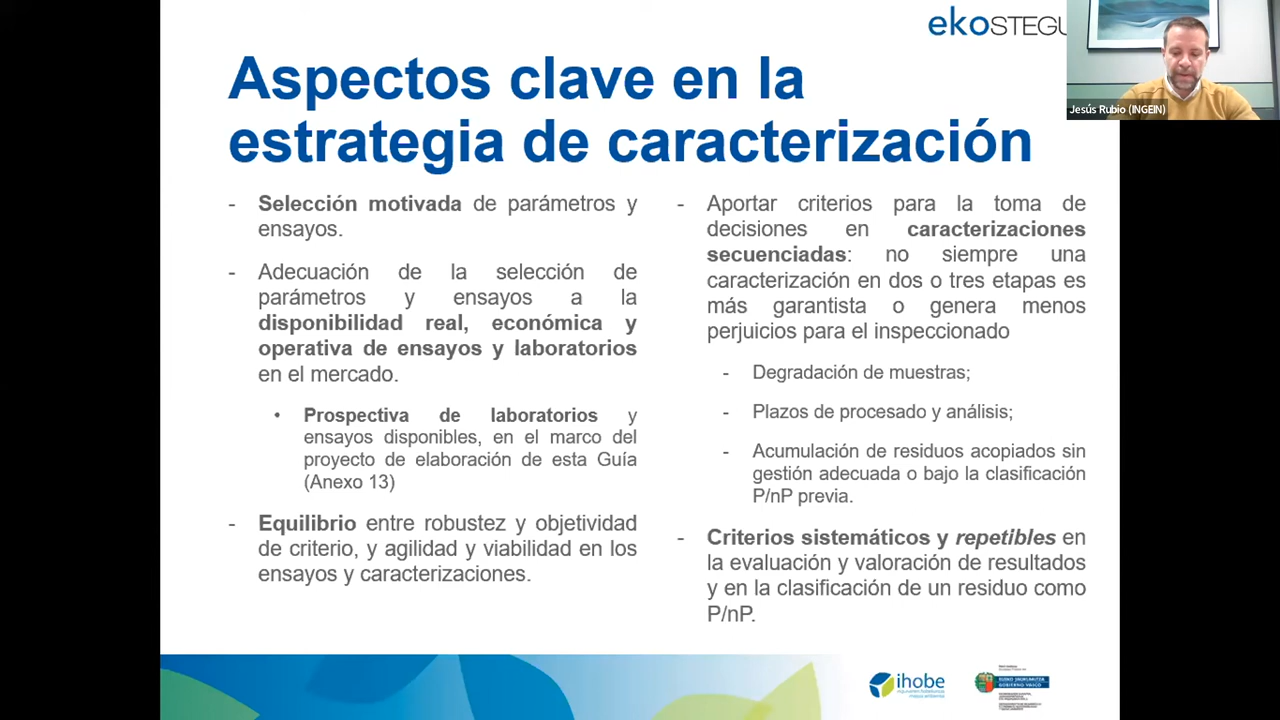 ekOSTEGU
Jesús Rubio (INGEIN)
Aspectos clave en la
estrategia de caracterización
- Selección motivada de parámetros y
ensayos.
- Adecuación de la selección de
parámetros y ensayos a la
disponibilidad real, económica y
operativa de ensayos y laboratorios
en el mercado.
• Prospectiva de laboratorios y
ensayos disponibles, en el marco del
proyecto de elaboración de esta Guía
(Anexo 13)
- Equilibrio entre robustez y objetividad
de criterio, y agilidad y viabilidad en los
ensayos y caracterizaciones.
- Aportar criterios para la toma de
decisiones en caracterizaciones
secuenciadas: no siempre una
caracterización en dos o tres etapas es
más garantista o genera menos
perjuicios para el inspeccionado
- Degradación de muestras;
- Plazos de procesado y análisis;
- Acumulación de residuos acopiados sin
gestión adecuada o bajo la clasificación
P/nP previa.
- Criterios sistemáticos y repetibles en
la evaluación y valoración de resultados
y en la clasificación de un residuo como
P/nP.
ihobe
EUSKO JAURLARITZA
GOBIERNO VASCO